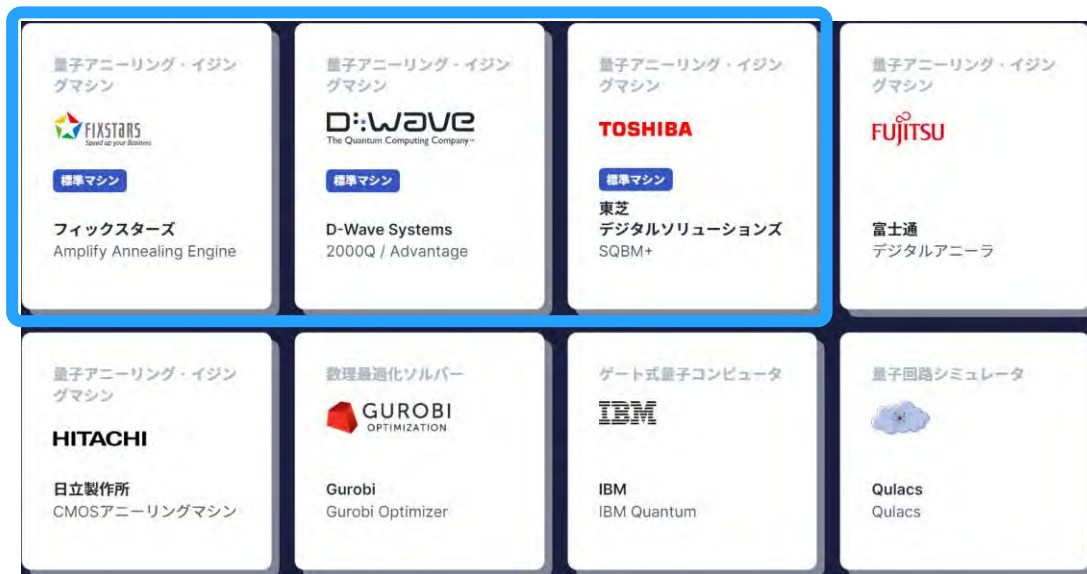 量子アニーリング・イジン
グマシン
FIXSTARS
Speed up your Business
標準マシン
フィックスターズ
Amplify Annealing Engine
量子アニーリング・イジン
グマシン
D:Wave
The Quantum Computing Company™
標準マシン
D-Wave Systems
2000Q / Advantage
量子アニーリング・イジン
グマシン
TOSHIBA
標準マシン
東芝
デジタルソリューションズ
SQBM+
量子アニーリング・イジン
グマシン
FUJITSU
富士通
デジタルアニーラ
量子アニーリング・イジン
グマシン
HITACHI
日立製作所
CMOSアニーリングマシン
数理最適化ソルバー
GUROBI
OPTIMIZATION
Gurobi
Gurobi Optimizer
ゲート式量子コンピュータ
IBM
IBM
IBM Quantum
量子回路シミュレータ
Qulacs
Qulacs